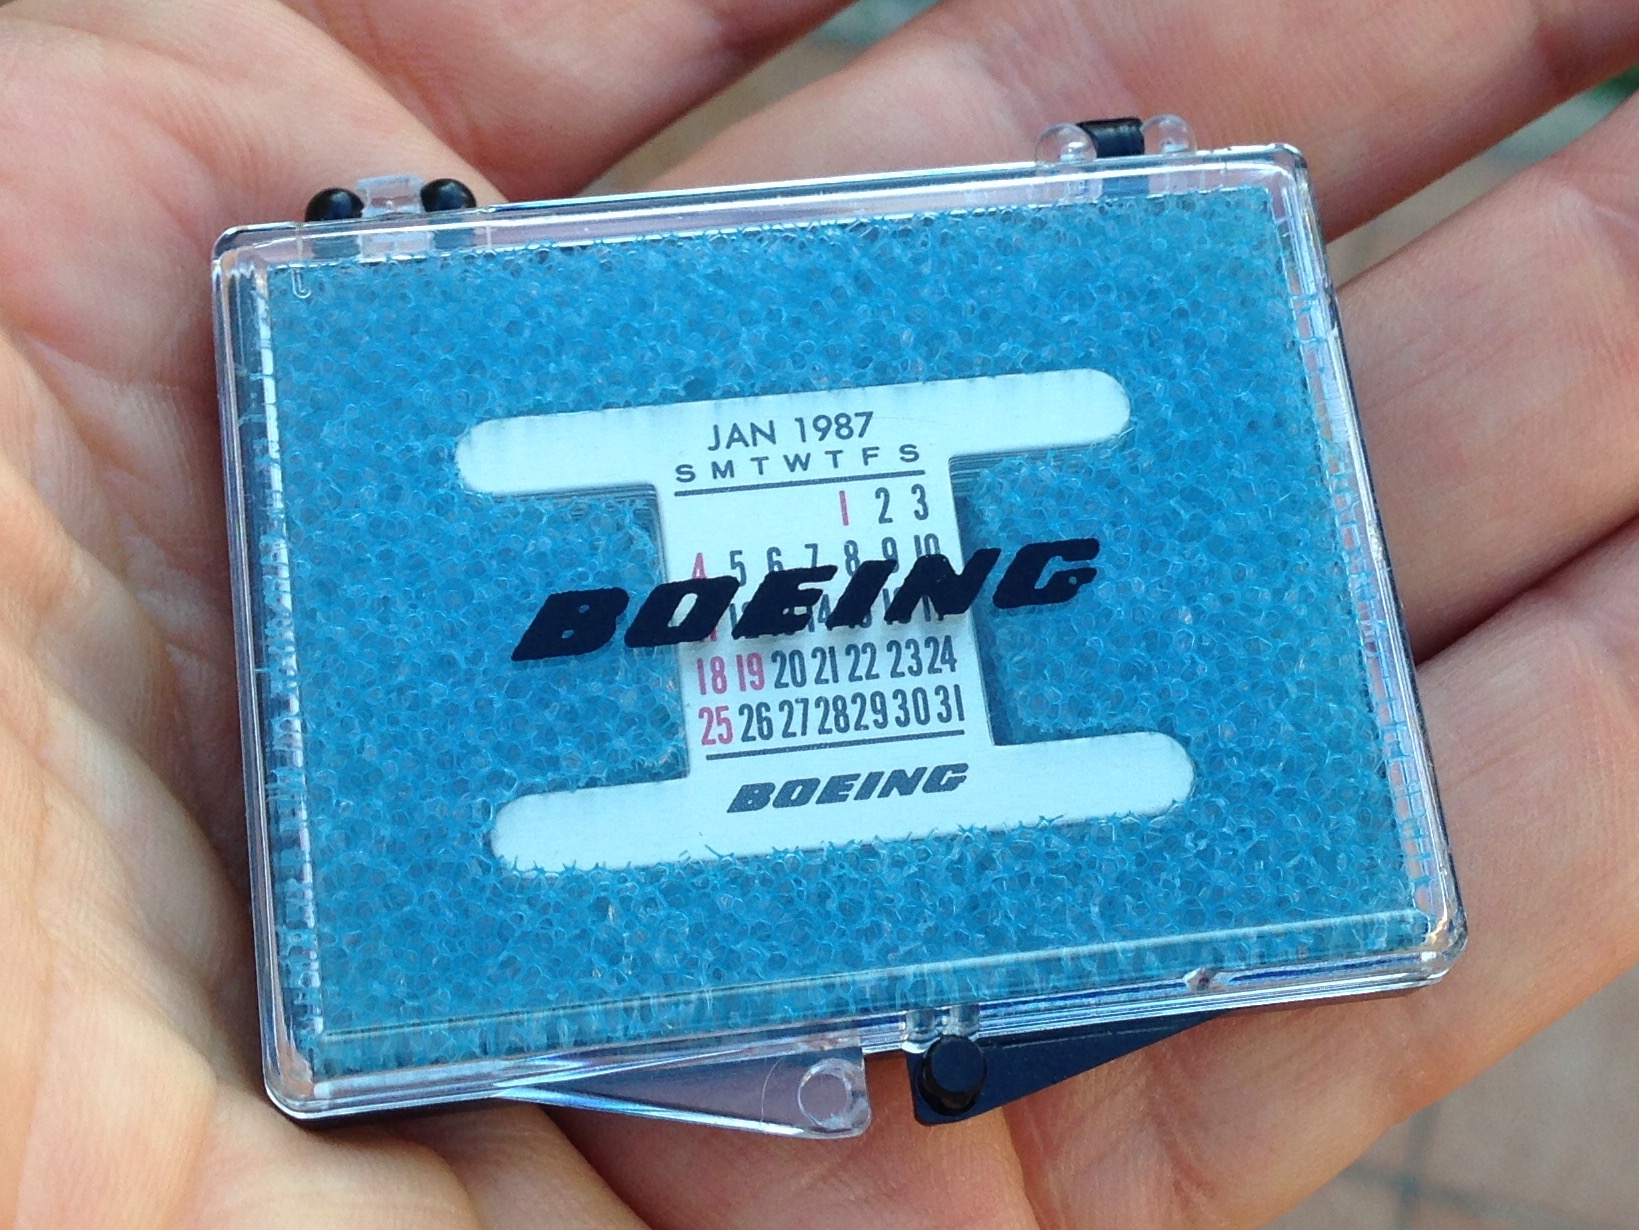 JAN 1987
S M T W T F S
1 2 3
4 5 6 7 8 9 10
BOEING
18 19 20 21 22 23 24
25 26 27 28 29 30 31
BOEING